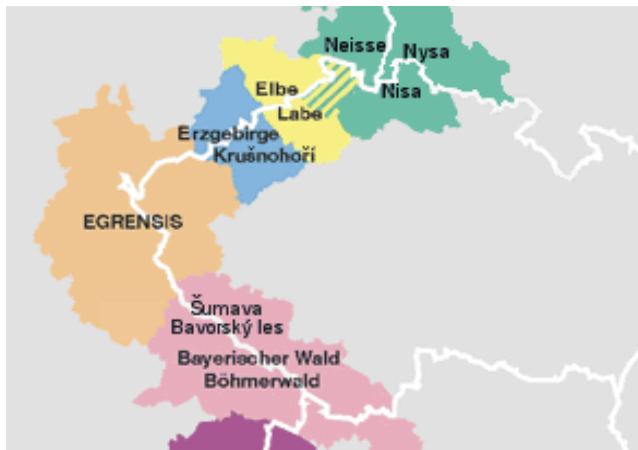 Neisse
Nysa
Elbe
Nisa
Labe
Erzgebirge
Krušnohoří
EGRENSIS
Šumava
Bavorský les
Bayerischer Wald
Böhmerwald